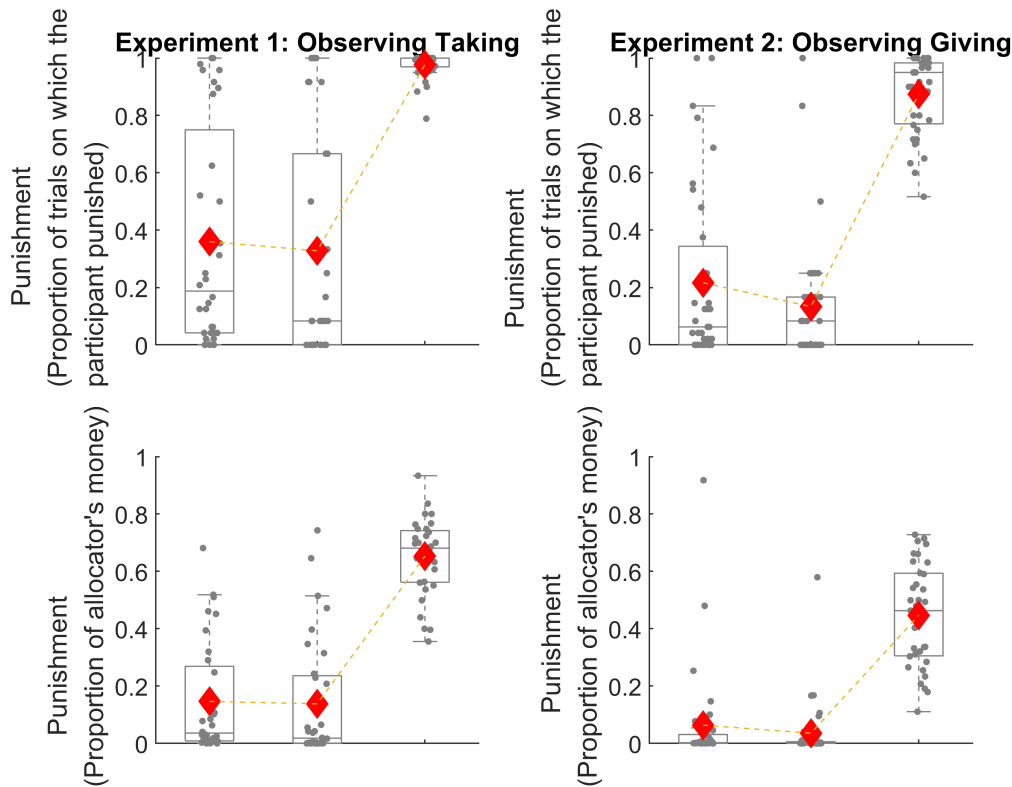 Experiment 1: Observing Taking
Punishment
(Proportion of trials on which the
participant punished)
1
0.8
0.6
0.4
0.2
0
Experiment 2: Observing Giving
Punishment
(Proportion of trials on which the
participant punished)
1
0.8
0.6
0.4
0.2
0
Punishment
(Proportion of allocator's money)
1
0.8
0.6
0.4
0.2
0
Punishment
(Proportion of allocator's money)
1
0.8
0.6
0.4
0.2
0